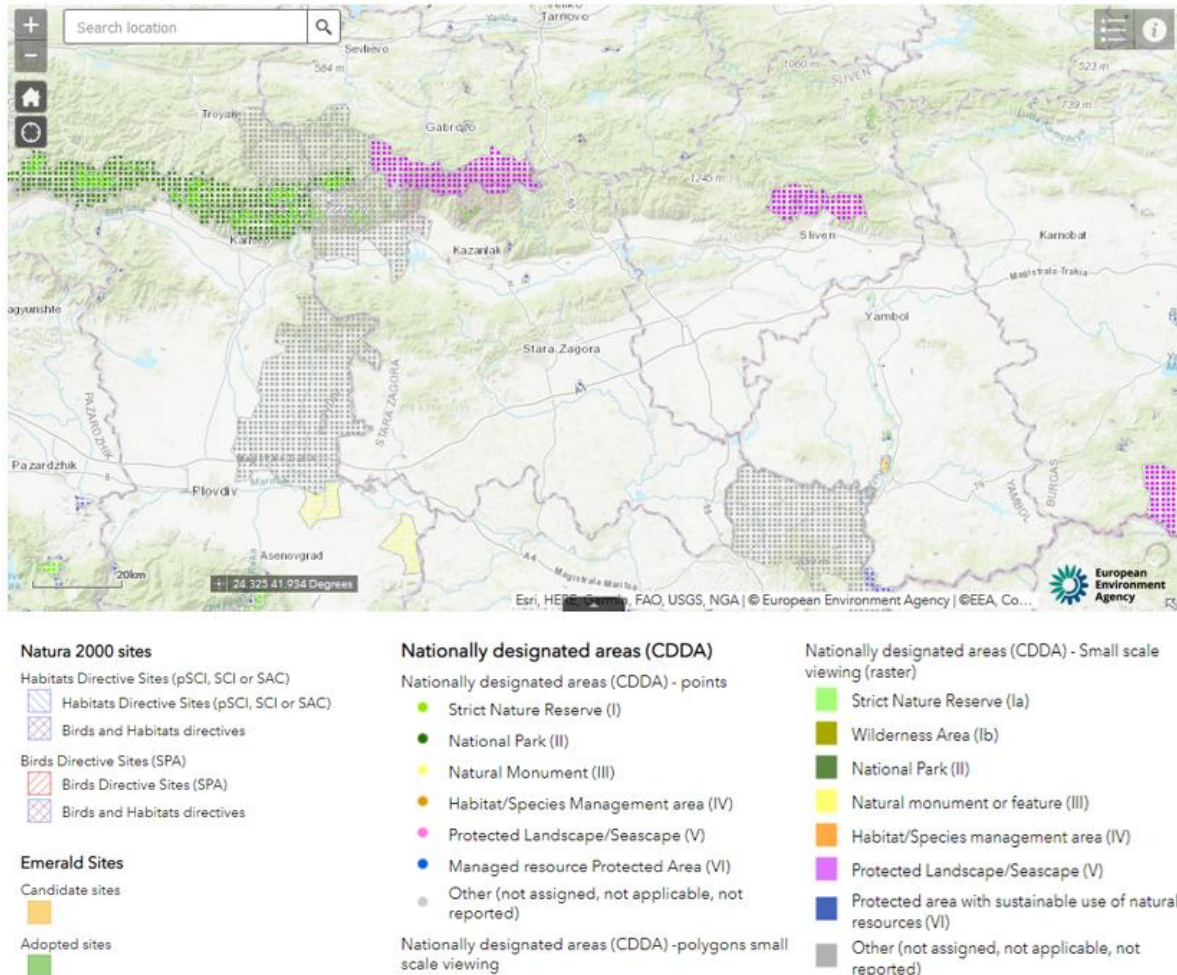 Search location
Tarnovo
Sevlievo
584 m
1060 m
SLIVEN
523 m
739 m
Troyan
Gabrovo
1245 m
Sliven
Karnobat
Kazanlak
Magistrala-Trakia
Yambol
Stara Zagora
STARA ZAGORA
PAZARDZHIK
Pazardzhik
Plovdiv
55
YAMBOL
BURGAS
Asenovgrad
A4
Magistrala Maritsa
20km
24.325 41.934 Degrees
Esri, HERE, Garmin, FAO, USGS, NGA | © European Environment Agency | ©EEA, Co...
European
Environment
Agency
Natura 2000 sites
Habitats Directive Sites (pSCI, SCI or SAC)
Habitats Directive Sites (pSCI, SCI or SAC)
Birds and Habitats directives
Birds Directive Sites (SPA)
Birds Directive Sites (SPA)
Birds and Habitats directives
Emerald Sites
Candidate sites
Adopted sites
Nationally designated areas (CDDA)
Nationally designated areas (CDDA) - points
Strict Nature Reserve (I)
National Park (II)
Natural Monument (III)
Habitat/Species Management area (IV)
Protected Landscape/Seascape (V)
Managed resource Protected Area (VI)
Other (not assigned, not applicable, not
reported)
Nationally designated areas (CDDA) -polygons small
scale viewing
Nationally designated areas (CDDA) - Small scale
viewing (raster)
Strict Nature Reserve (Ia)
Wilderness Area (Ib)
National Park (II)
Natural monument or feature (III)
Habitat/Species management area (IV)
Protected Landscape/Seascape (V)
Protected area with sustainable use of natural
resources (VI)
Other (not assigned, not applicable, not
reported)